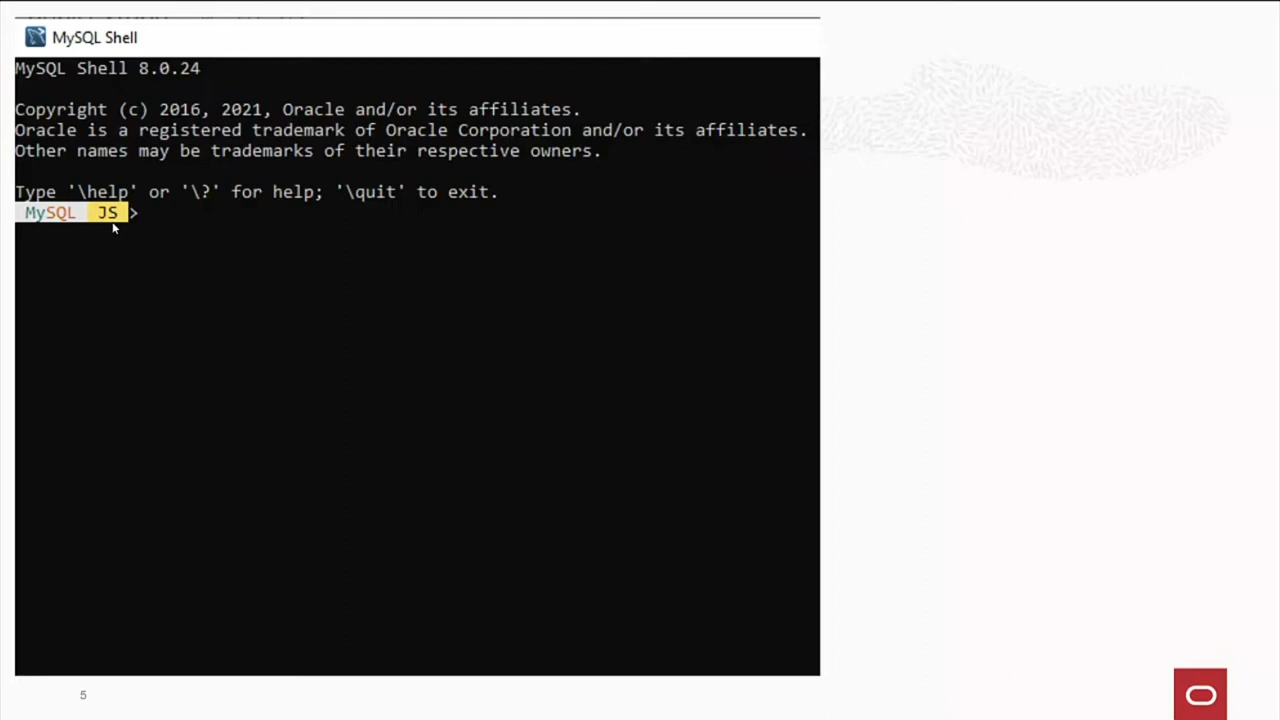 MySQL Shell
MySQL Shell 8.0.24
Copyright (c) 2016, 2021, Oracle and/or its affiliates.
Oracle is a registered trademark of Oracle Corporation and/or its affiliates.
Other names may be trademarks of their respective owners.
Type '\help' or '\?' for help; '\quit' to exit.
MySQL JS >
5